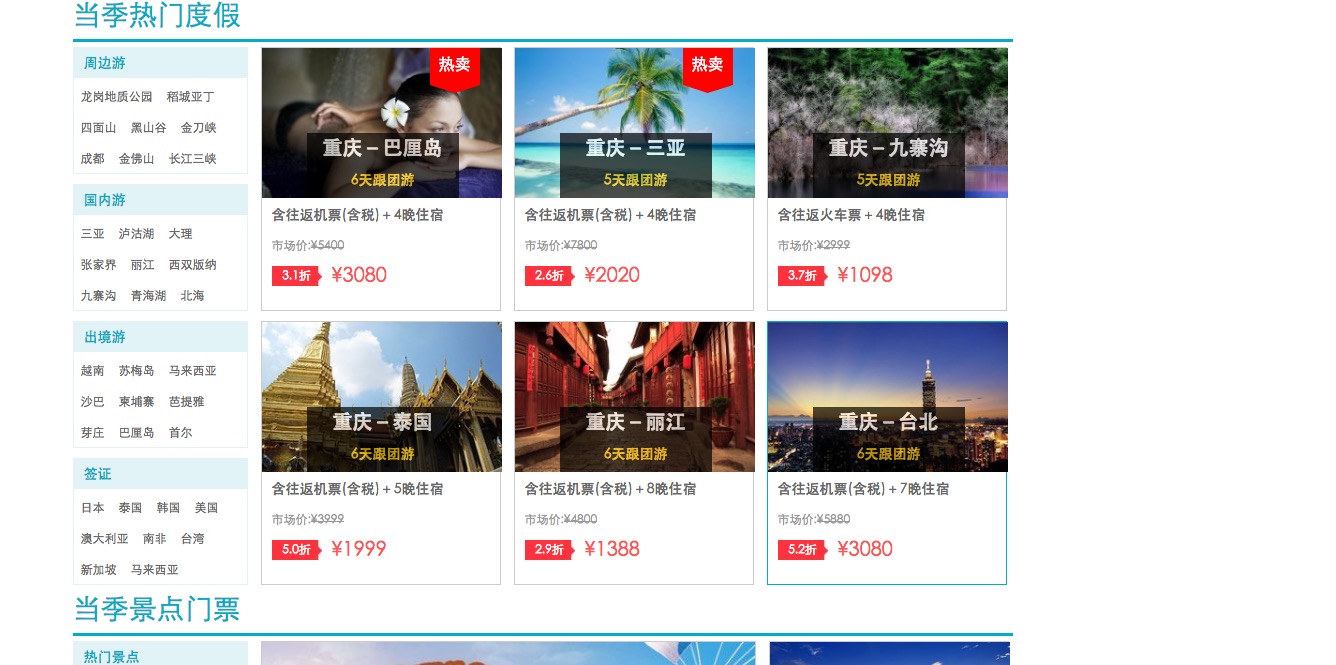 当季热门度假
周边游
龙岗地质公园 稻城亚丁
四面山 黑山谷 金刀峡
成都 金佛山 长江三峡
国内游
三亚 泸沽湖 大理
张家界 丽江 西双版纳
九寨沟 青海湖 北海
出境游
越南 苏梅岛 马来西亚
沙巴 柬埔寨 芭提雅
芽庄 巴厘岛 首尔
签证
日本 泰国 韩国 美国
澳大利亚 南非 台湾
新加坡 马来西亚
热卖
重庆 – 巴厘岛
6天跟团游
含往返机票(含税) + 4晚住宿
市场价:¥5400
3.1折 ¥3080
热卖
重庆 – 三亚
5天跟团游
含往返机票(含税) + 4晚住宿
市场价:¥7800
2.6折 ¥2020
重庆 – 九寨沟
5天跟团游
含往返火车票 + 4晚住宿
市场价:¥2999
3.7折 ¥1098
重庆 – 泰国
6天跟团游
含往返机票(含税) + 5晚住宿
市场价:¥3999
5.0折 ¥1999
重庆 – 丽江
6天跟团游
含往返机票(含税) + 8晚住宿
市场价:¥4800
2.9折 ¥1388
重庆 – 台北
6天跟团游
含往返机票(含税) + 7晚住宿
市场价:¥5880
5.2折 ¥3080
当季景点门票
热门景点